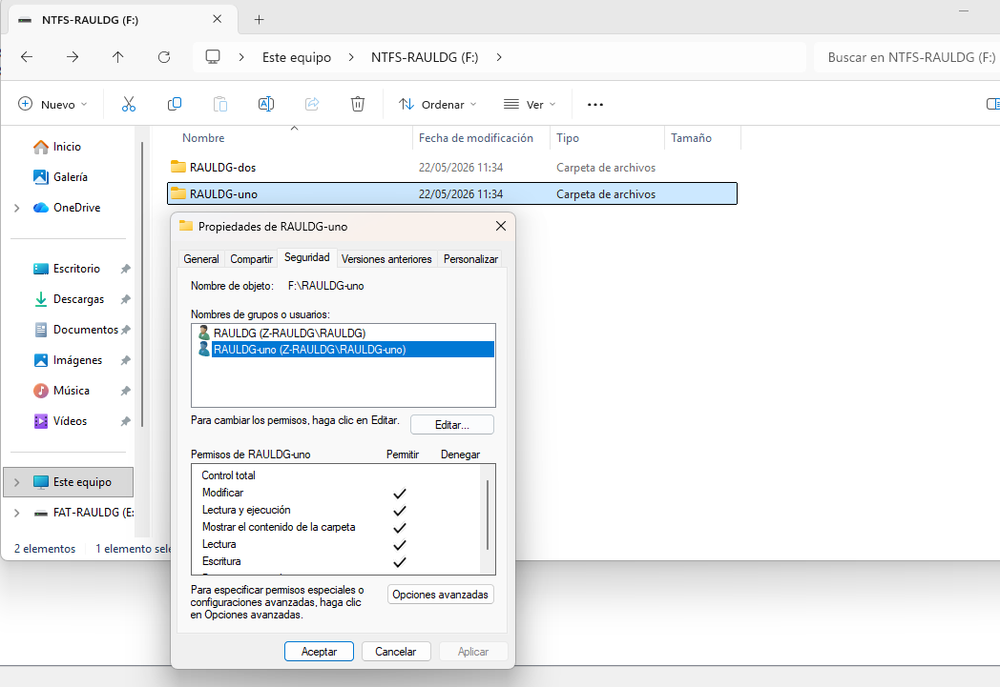 NTFS-RAULDG (F:)
Este equipo > NTFS-RAULDG (F:) >
Buscar en NTFS-RAULDG (F:)
Nuevo
Ordenar
Ver
Nombre
Fecha de modificación
Tipo
Tamaño
RAULDG-dos 22/05/2026 11:34 Carpeta de archivos
RAULDG-uno 22/05/2026 11:34 Carpeta de archivos
Inicio
Galería
OneDrive
Escritorio
Descargas
Documentos
Imágenes
Música
Vídeos
Este equipo
FAT-RAULDG (E:
2 elementos
1 elemento sele
Propiedades de RAULDG-uno
General
Compartir
Seguridad
Versiones anteriores
Personalizar
Nombre de objeto: F:\RAULDG-uno
Nombres de grupos o usuarios:
RAULDG (Z-RAULDG\RAULDG)
RAULDG-uno (Z-RAULDG\RAULDG-uno)
Para cambiar los permisos, haga clic en Editar.
Editar...
Permisos de RAULDG-uno
Permitir
Denegar
Control total
Modificar
Lectura y ejecución
Mostrar el contenido de la carpeta
Lectura
Escritura
Para especificar permisos especiales o
configuraciones avanzadas, haga clic
en Opciones avanzadas.
Opciones avanzadas
Aceptar
Cancelar
Aplicar